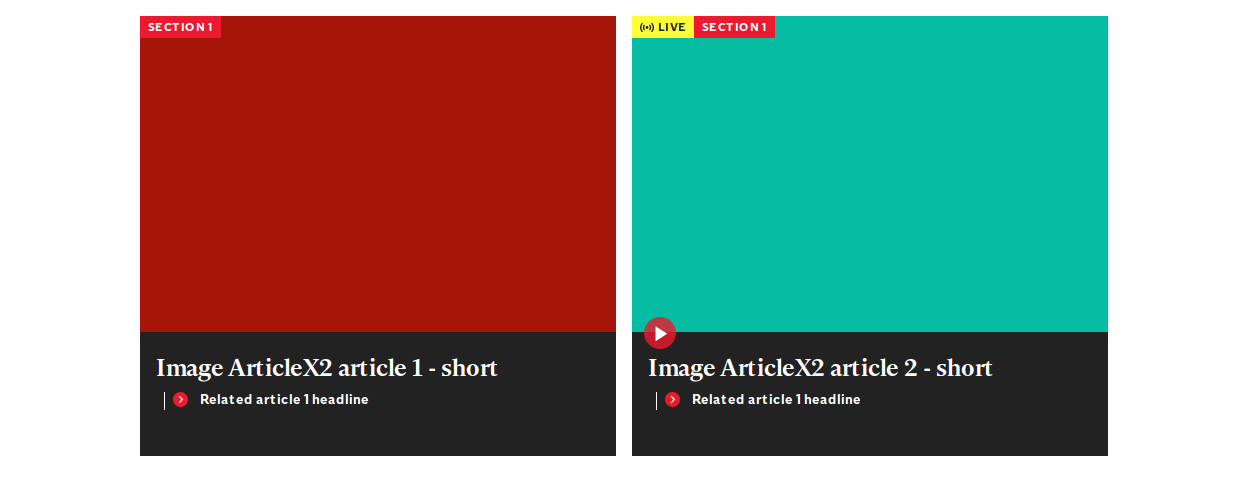 SECTION 1
Image ArticleX2 article 1 - short
Related article 1 headline
LIVE SECTION 1
Image ArticleX2 article 2 - short
Related article 1 headline